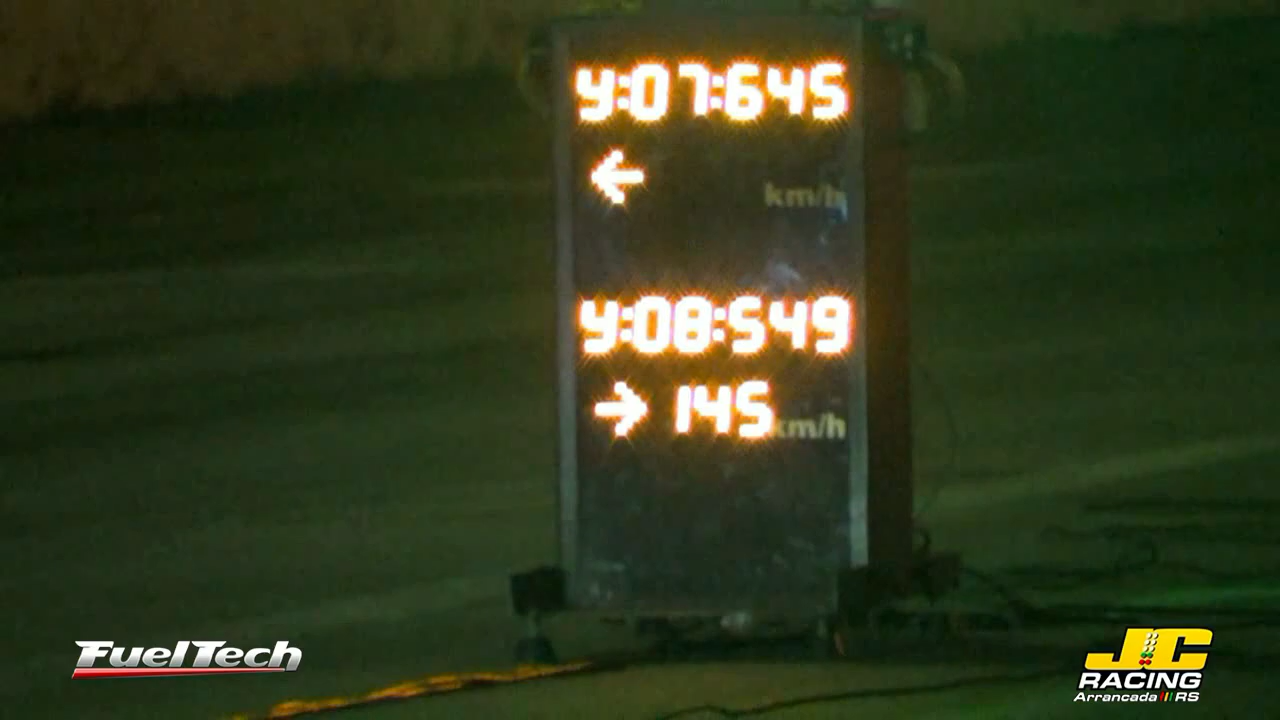 y:07:645
← km/h
y:08:549
→ 145 km/h
FuelTech
JC
RACING
Arrancada RS